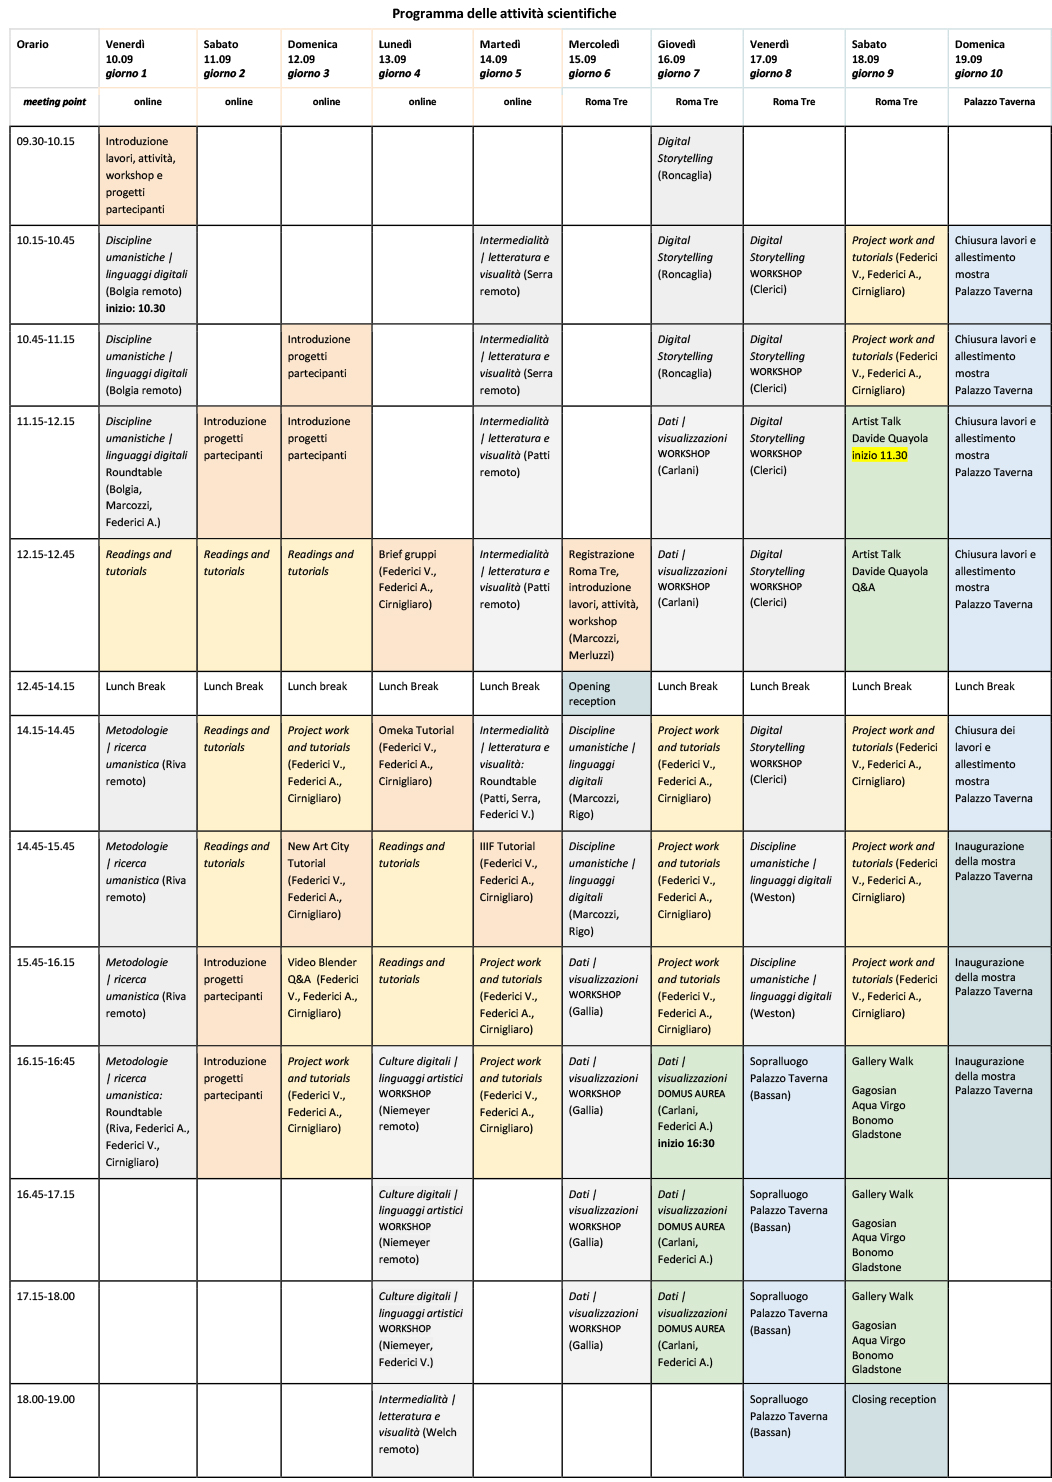 Programma delle attività scientifiche
Orario
Venerdì
10.09
giorno 1
Sabato
11.09
giorno 2
Domenica
12.09
giorno 3
Lunedì
13.09
giorno 4
Martedì
14.09
giorno 5
Mercoledì
15.09
giorno 6
Giovedì
16.09
giorno 7
Venerdì
17.09
giorno 8
Sabato
18.09
giorno 9
Domenica
19.09
giorno 10
meeting point
online
online
online
online
online
Roma Tre
Roma Tre
Roma Tre
Roma Tre
Palazzo Taverna
09.30-10.15
Introduzione
lavori, attività,
workshop e
progetti
partecipanti
Digital
Storytelling
(Roncaglia)
10.15-10.45
Discipline
umanistiche |
linguaggi digitali
(Bolgia remoto)
inizio: 10.30
Intermedialità
| letteratura e
visualità (Serra
remoto)
Digital
Storytelling
(Roncaglia)
Digital
Storytelling
WORKSHOP
(Clerici)
Project work and
tutorials (Federici
V., Federici A.,
Cirnigliaro)
Chiusura lavori e
allestimento
mostra
Palazzo Taverna
10.45-11.15
Discipline
umanistiche |
linguaggi digitali
(Bolgia remoto)
Introduzione
progetti
partecipanti
Intermedialità
| letteratura e
visualità (Serra
remoto)
Digital
Storytelling
(Roncaglia)
Digital
Storytelling
WORKSHOP
(Clerici)
Project work and
tutorials (Federici
V., Federici A.,
Cirnigliaro)
Chiusura lavori e
allestimento
mostra
Palazzo Taverna
11.15-12.15
Discipline
umanistiche |
linguaggi digitali
Roundtable
(Bolgia,
Marcozzi,
Federici A.)
Introduzione
progetti
partecipanti
Introduzione
progetti
partecipanti
Intermedialità
| letteratura e
visualità (Patti
remoto)
Dati |
visualizzazioni
WORKSHOP
(Carlani)
Digital
Storytelling
WORKSHOP
(Clerici)
Artist Talk
Davide Quayola
inizio 11.30
Chiusura lavori e
allestimento
mostra
Palazzo Taverna
12.15-12.45
Readings and
tutorials
Readings and
tutorials
Readings and
tutorials
Brief gruppi
(Federici V.,
Federici A.,
Cirnigliaro)
Intermedialità
| letteratura e
visualità (Patti
remoto)
Registrazione
Roma Tre,
introduzione
lavori, attività,
workshop
(Marcozzi,
Merluzzi)
Dati |
visualizzazioni
WORKSHOP
(Carlani)
Digital
Storytelling
WORKSHOP
(Clerici)
Artist Talk
Davide Quayola
Q&A
Chiusura lavori e
allestimento
mostra
Palazzo Taverna
12.45-14.15
Lunch Break
Lunch Break
Lunch break
Lunch Break
Lunch Break
Opening
reception
Lunch Break
Lunch Break
Lunch Break
Lunch Break
14.15-14.45
Metodologie
| ricerca
umanistica (Riva
remoto)
Readings and
tutorials
Project work
and tutorials
(Federici V.,
Federici A.,
Cirnigliaro)
Omeka Tutorial
(Federici V.,
Federici A.,
Cirnigliaro)
Intermedialità
| letteratura e
visualità:
Roundtable
(Patti, Serra,
Federici V.)
Discipline
umanistiche |
linguaggi
digitali
(Marcozzi,
Rigo)
Project work
and tutorials
(Federici V.,
Federici A.,
Cirnigliaro)
Digital
Storytelling
WORKSHOP
(Clerici)
Project work and
tutorials (Federici
V., Federici A.,
Cirnigliaro)
Chiusura dei
lavori e
allestimento
mostra
Palazzo Taverna
14.45-15.45
Metodologie
| ricerca
umanistica (Riva
remoto)
Readings and
tutorials
New Art City
Tutorial
(Federici V.,
Federici A.,
Cirnigliaro)
Readings and
tutorials
IIIF Tutorial
(Federici V.,
Federici A.,
Cirnigliaro)
Discipline
umanistiche |
linguaggi
digitali
(Marcozzi,
Rigo)
Project work
and tutorials
(Federici V.,
Federici A.,
Cirnigliaro)
Discipline
umanistiche |
linguaggi digitali
(Weston)
Project work and
tutorials (Federici
V., Federici A.,
Cirnigliaro)
Inaugurazione
della mostra
Palazzo Taverna
15.45-16.15
Metodologie
| ricerca
umanistica (Riva
remoto)
Introduzione
progetti
partecipanti
Video Blender
Q&A (Federici
V., Federici A.,
Cirnigliaro)
Readings and
tutorials
Project work
and tutorials
(Federici V.,
Federici A.,
Cirnigliaro)
Dati |
visualizzazioni
WORKSHOP
(Gallia)
Project work
and tutorials
(Federici V.,
Federici A.,
Cirnigliaro)
Discipline
umanistiche |
linguaggi digitali
(Weston)
Project work and
tutorials (Federici
V., Federici A.,
Cirnigliaro)
Inaugurazione
della mostra
Palazzo Taverna
16.15-16:45
Metodologie
| ricerca
umanistica:
Roundtable
(Riva, Federici A.,
Federici V.,
Cirnigliaro)
Introduzione
progetti
partecipanti
Project work
and tutorials
(Federici V.,
Federici A.,
Cirnigliaro)
Culture digitali |
linguaggi artistici
WORKSHOP
(Niemeyer
remoto)
Project work
and tutorials
(Federici V.,
Federici A.,
Cirnigliaro)
Dati |
visualizzazioni
WORKSHOP
(Gallia)
Dati |
visualizzazioni
DOMUS AUREA
(Carlani,
Federici A.)
inizio 16:30
Sopralluogo
Palazzo Taverna
(Bassan)
Gallery Walk
Gagosian
Aqua Virgo
Bonomo
Gladstone
Inaugurazione
della mostra
Palazzo Taverna
16.45-17.15
Culture digitali |
linguaggi artistici
WORKSHOP
(Niemeyer
remoto)
Dati |
visualizzazioni
WORKSHOP
(Gallia)
Dati |
visualizzazioni
DOMUS AUREA
(Carlani,
Federici A.)
Sopralluogo
Palazzo Taverna
(Bassan)
Gallery Walk
Gagosian
Aqua Virgo
Bonomo
Gladstone
17.15-18.00
Culture digitali |
linguaggi artistici
WORKSHOP
(Niemeyer,
Federici V.)
Dati |
visualizzazioni
WORKSHOP
(Gallia)
Dati |
visualizzazioni
DOMUS AUREA
(Carlani,
Federici A.)
Sopralluogo
Palazzo Taverna
(Bassan)
Gallery Walk
Gagosian
Aqua Virgo
Bonomo
Gladstone
18.00-19.00
Intermedialità |
letteratura e
visualità (Welch
remoto)
Sopralluogo
Palazzo Taverna
(Bassan)
Closing reception